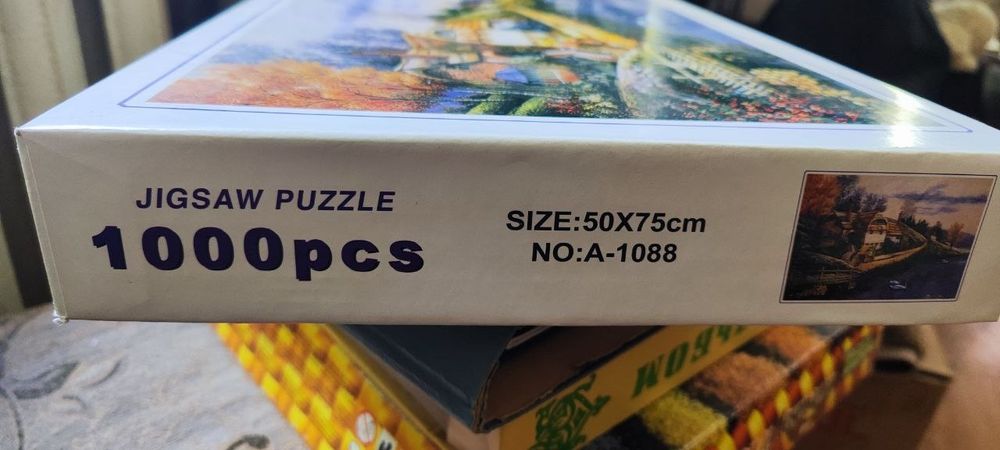 JIGSAW PUZZLE
1000pcs
SIZE:50X75cm
NO:A-1088